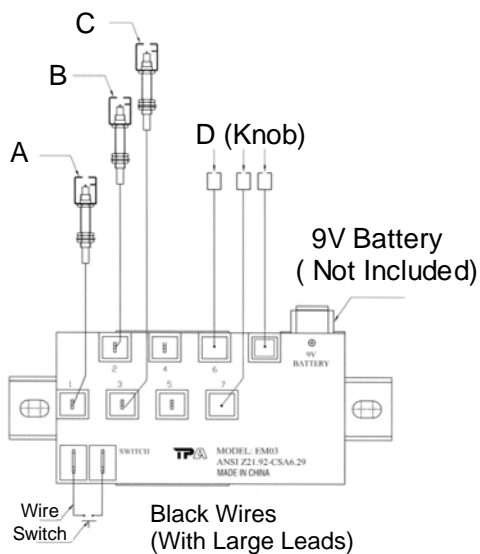 C
B
A
D (Knob)
9V Battery
( Not Included)
9V
BATTERY
2
4
6
1
3
5
7
SWITCH
TPA
MODEL: EM03
ANSI Z21.92-CSA6.29
MADE IN CHINA
Wire
Switch
Black Wires
(With Large Leads)